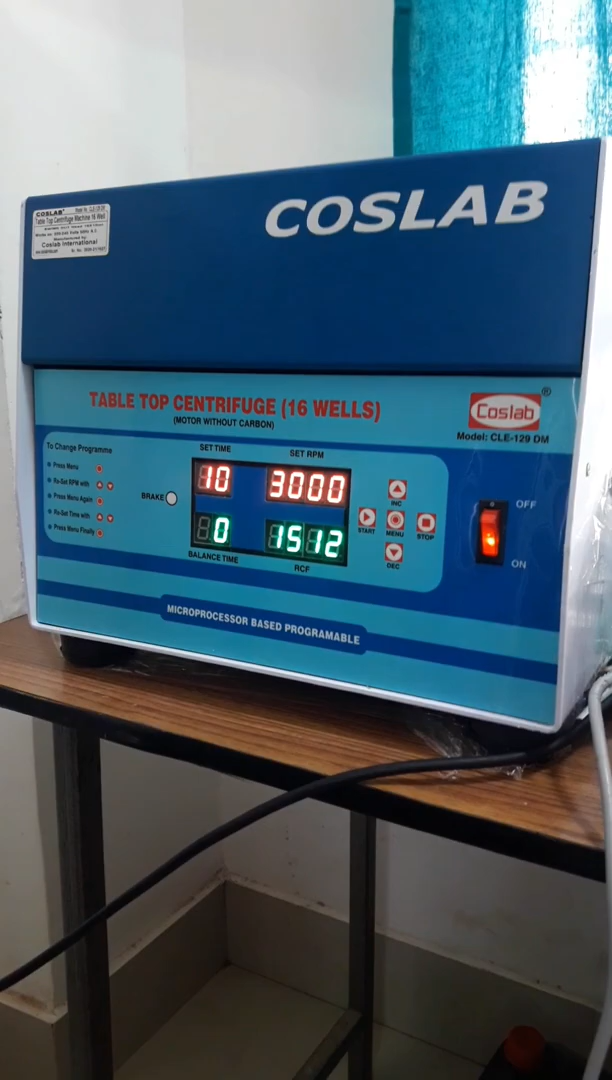 COSLAB
COSLAB®
Table Top Centrifuge Machine 16 Well
Coslab International
TABLE TOP CENTRIFUGE (16 WELLS)
(MOTOR WITHOUT CARBON)
Coslab ®
Model: CLE-129 DM
To Change Programme
Press Menu
Re-Set RPM with
Press Menu Again
Re-Set Time with
Press Menu Finally
BRAKE
SET TIME
SET RPM
10
3000
0
1512
BALANCE TIME
RCF
INC
START
MENU
STOP
DEC
OFF
ON
MICROPROCESSOR BASED PROGRAMABLE